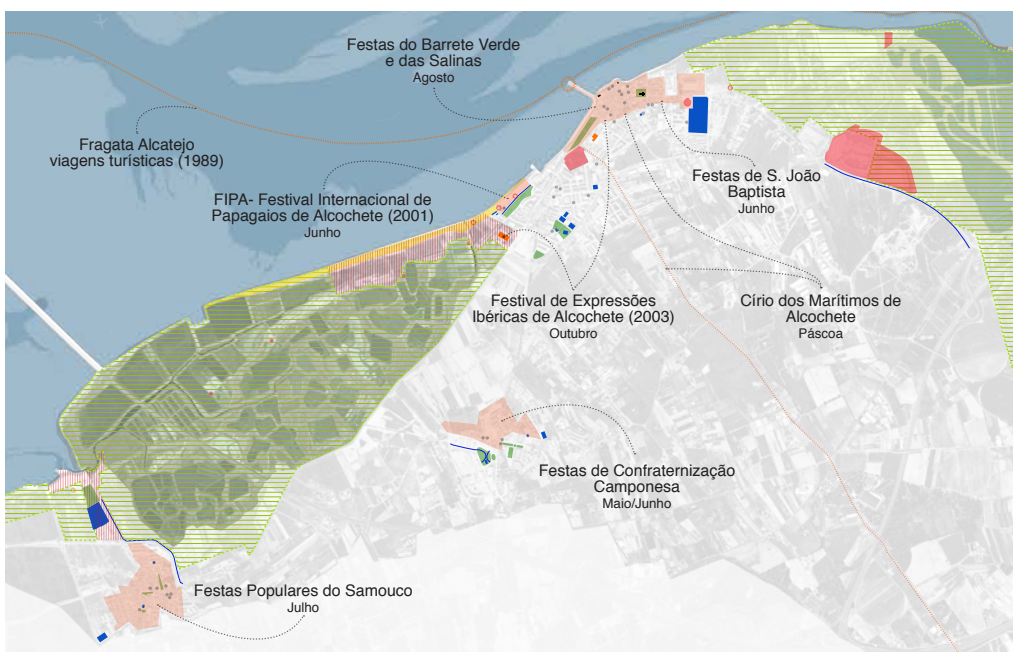 Festas do Barrete Verde
e das Salinas
Agosto
Fragata Alcatejo
viagens turísticas (1989)
FIPA- Festival Internacional de
Papagaios de Alcochete (2001)
Junho
Festas de S. João
Baptista
Junho
Festival de Expressões
Ibéricas de Alcochete (2003)
Outubro
Círio dos Marítimos de
Alcochete
Páscoa
Festas de Confraternização
Camponesa
Maio/Junho
Festas Populares do Samouco
Julho